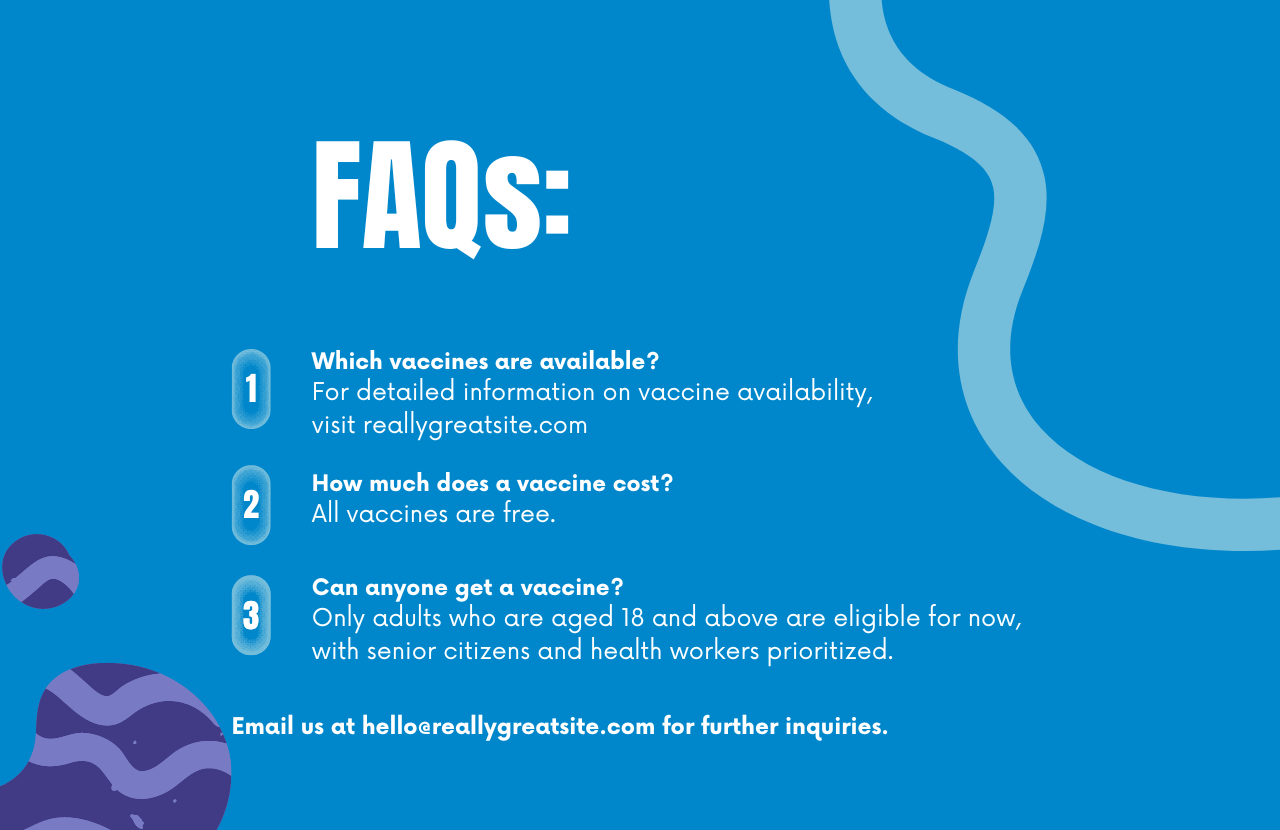 FAQs:
1
Which vaccines are available?
For detailed information on vaccine availability,
visit reallygreatsite.com
2
How much does a vaccine cost?
All vaccines are free.
3
Can anyone get a vaccine?
Only adults who are aged 18 and above are eligible for now,
with senior citizens and health workers prioritized.
Email us at hello@reallygreatsite.com for further inquiries.